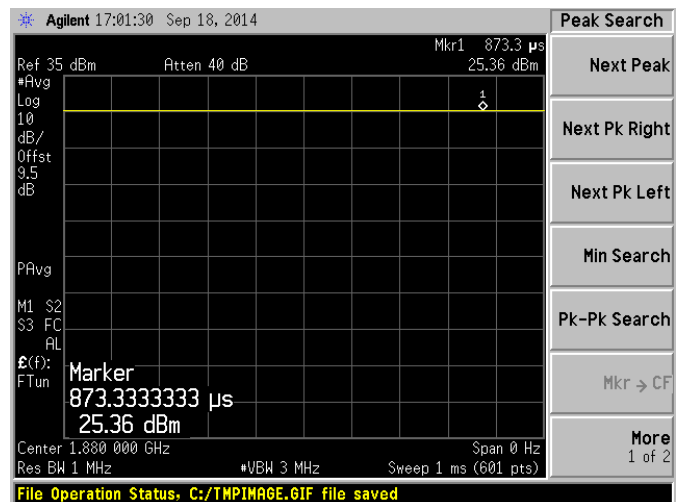 Agilent 17:01:30 Sep 18, 2014
Peak Search
Mkr1 873.3 µs
Ref 35 dBm Atten 40 dB 25.36 dBm
#Avg
Log
10
dB/
Offst
9.5
dB
1
PAvg
M1 S2
S3 FC
AL
£(f):
FTun
Marker
873.3333333 µs
25.36 dBm
Center 1.880 000 GHz Span 0 Hz
Res BW 1 MHz #VBW 3 MHz Sweep 1 ms (601 pts)
Next Peak
Next Pk Right
Next Pk Left
Min Search
Pk-Pk Search
Mkr → CF
More
1 of 2
File Operation Status, C:/TMPIMAGE.GIF file saved